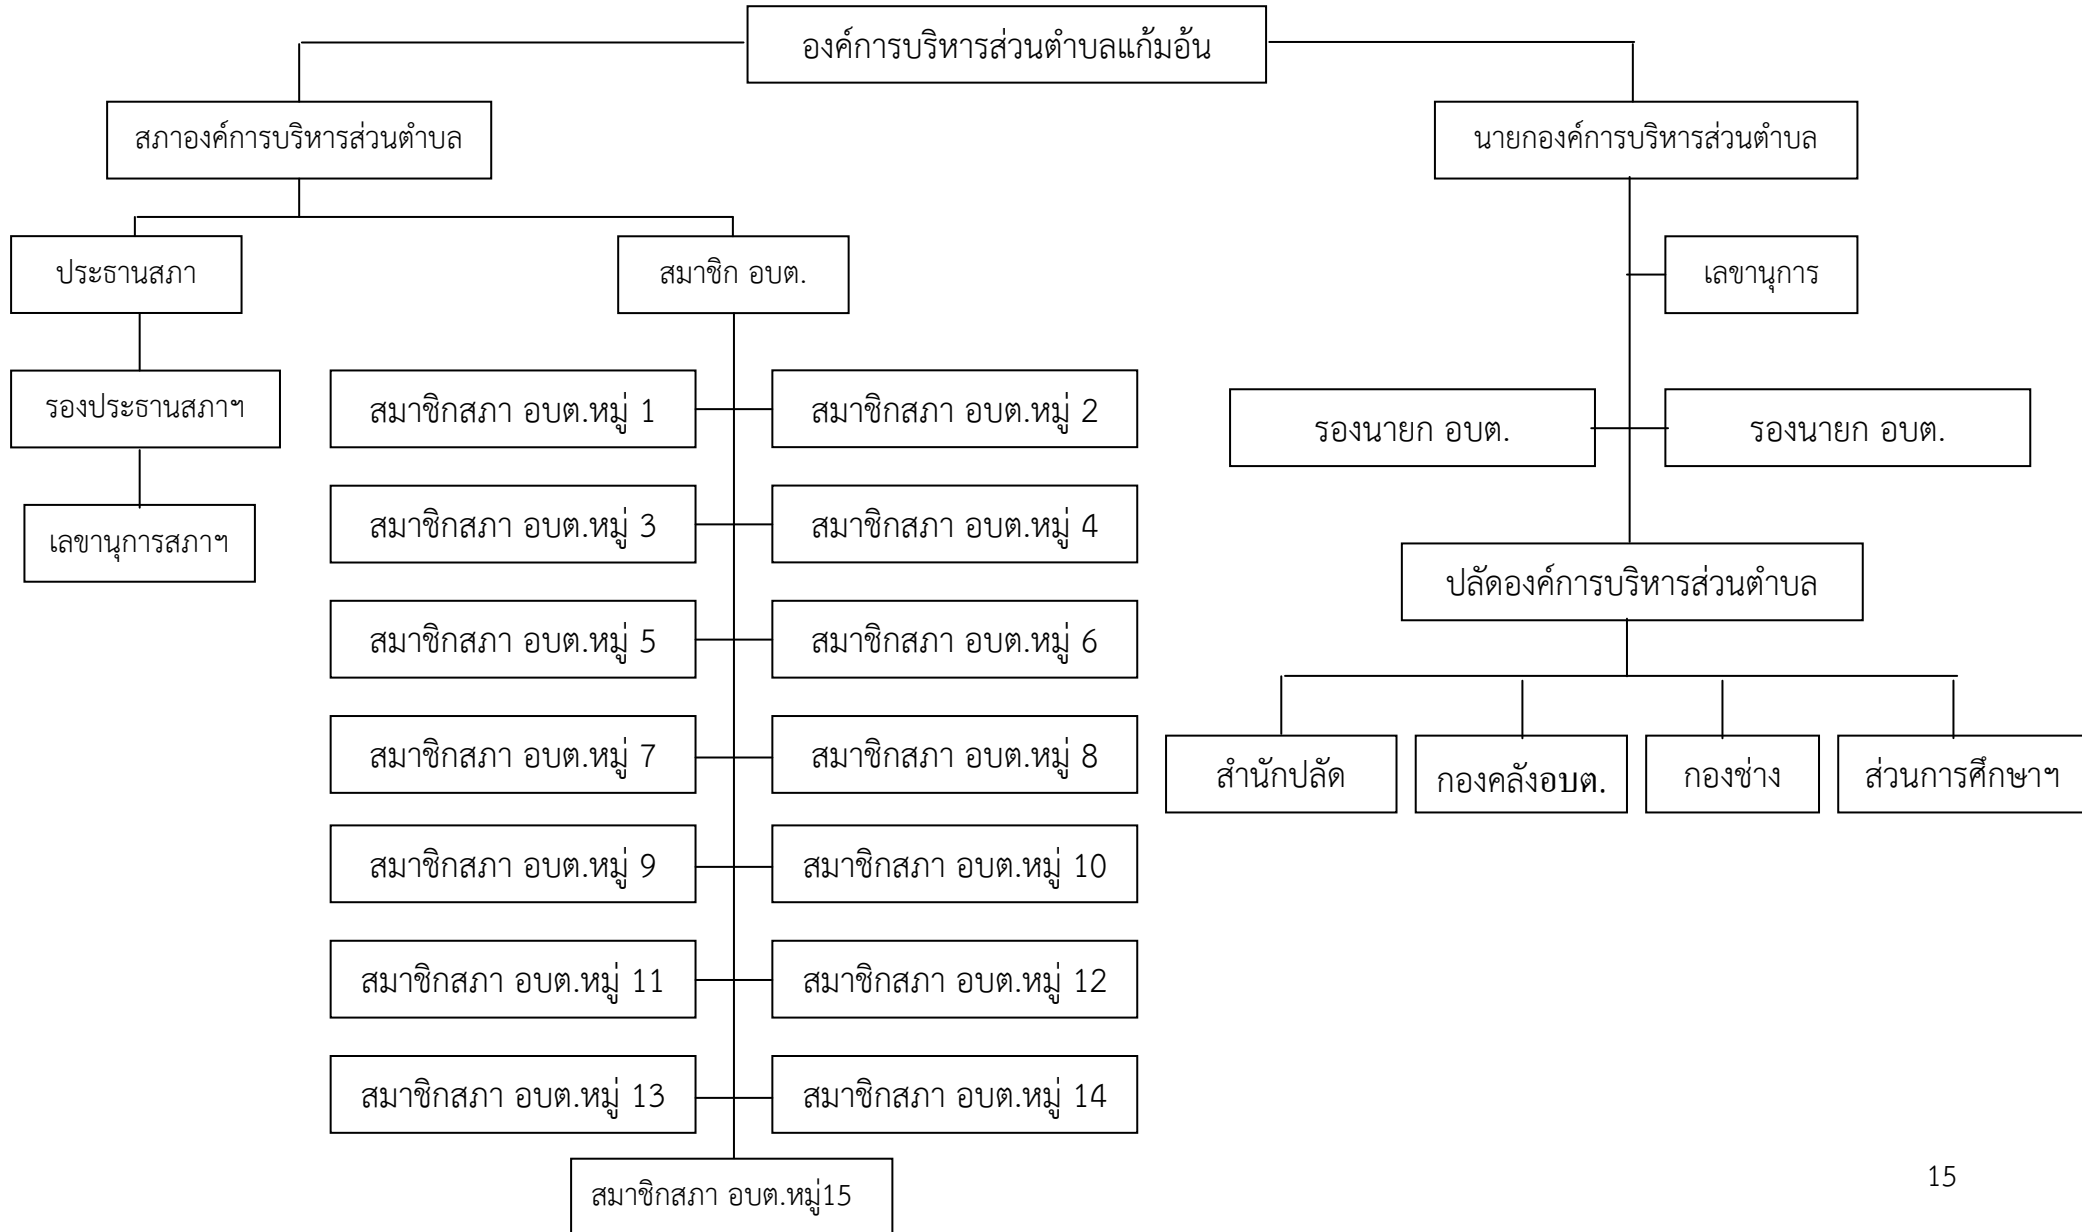 องค์การบริหารส่วนตำบลแก้มอ้น
สภาองค์การบริหารส่วนตำบล
นายกองค์การบริหารส่วนตำบล
ประธานสภา
สมาชิก อบต.
เลขานุการ
รองประธานสภาฯ
สมาชิกสภา อบต.หมู่ 1
สมาชิกสภา อบต.หมู่ 2
รองนายก อบต.
รองนายก อบต.
เลขานุการสภาฯ
สมาชิกสภา อบต.หมู่ 3
สมาชิกสภา อบต.หมู่ 4
ปลัดองค์การบริหารส่วนตำบล
สมาชิกสภา อบต.หมู่ 5
สมาชิกสภา อบต.หมู่ 6
สมาชิกสภา อบต.หมู่ 7
สมาชิกสภา อบต.หมู่ 8
สำนักปลัด
กองคลังอบต.
กองช่าง
ส่วนการศึกษาฯ
สมาชิกสภา อบต.หมู่ 9
สมาชิกสภา อบต.หมู่ 10
สมาชิกสภา อบต.หมู่ 11
สมาชิกสภา อบต.หมู่ 12
สมาชิกสภา อบต.หมู่ 13
สมาชิกสภา อบต.หมู่ 14
สมาชิกสภา อบต.หมู่15
15